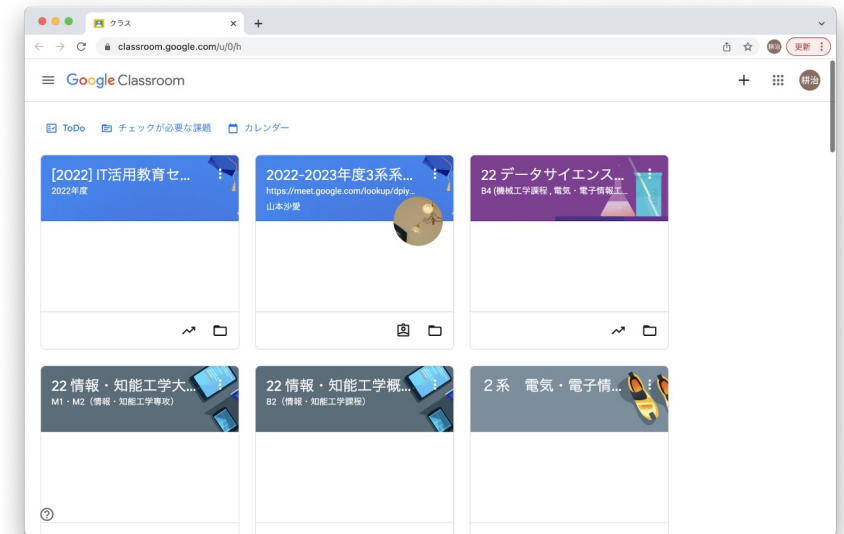 クラス
classroom.google.com/u/0/h
耕治
更新
Google Classroom
耕治
ToDo
チェックが必要な課題
カレンダー
[2022] IT活用教育セ...
2022年度
2022-2023年度3系系...
https://meet.google.com/lookup/dpiy...
山本沙愛
22 データサイエンス...
B4 (機械工学課程 , 電気・電子情報工...
22 情報・知能工学大...
M1・M2（情報・知能工学専攻）
22 情報・知能工学概...
B2（情報・知能工学課程）
２系　電気・電子情...